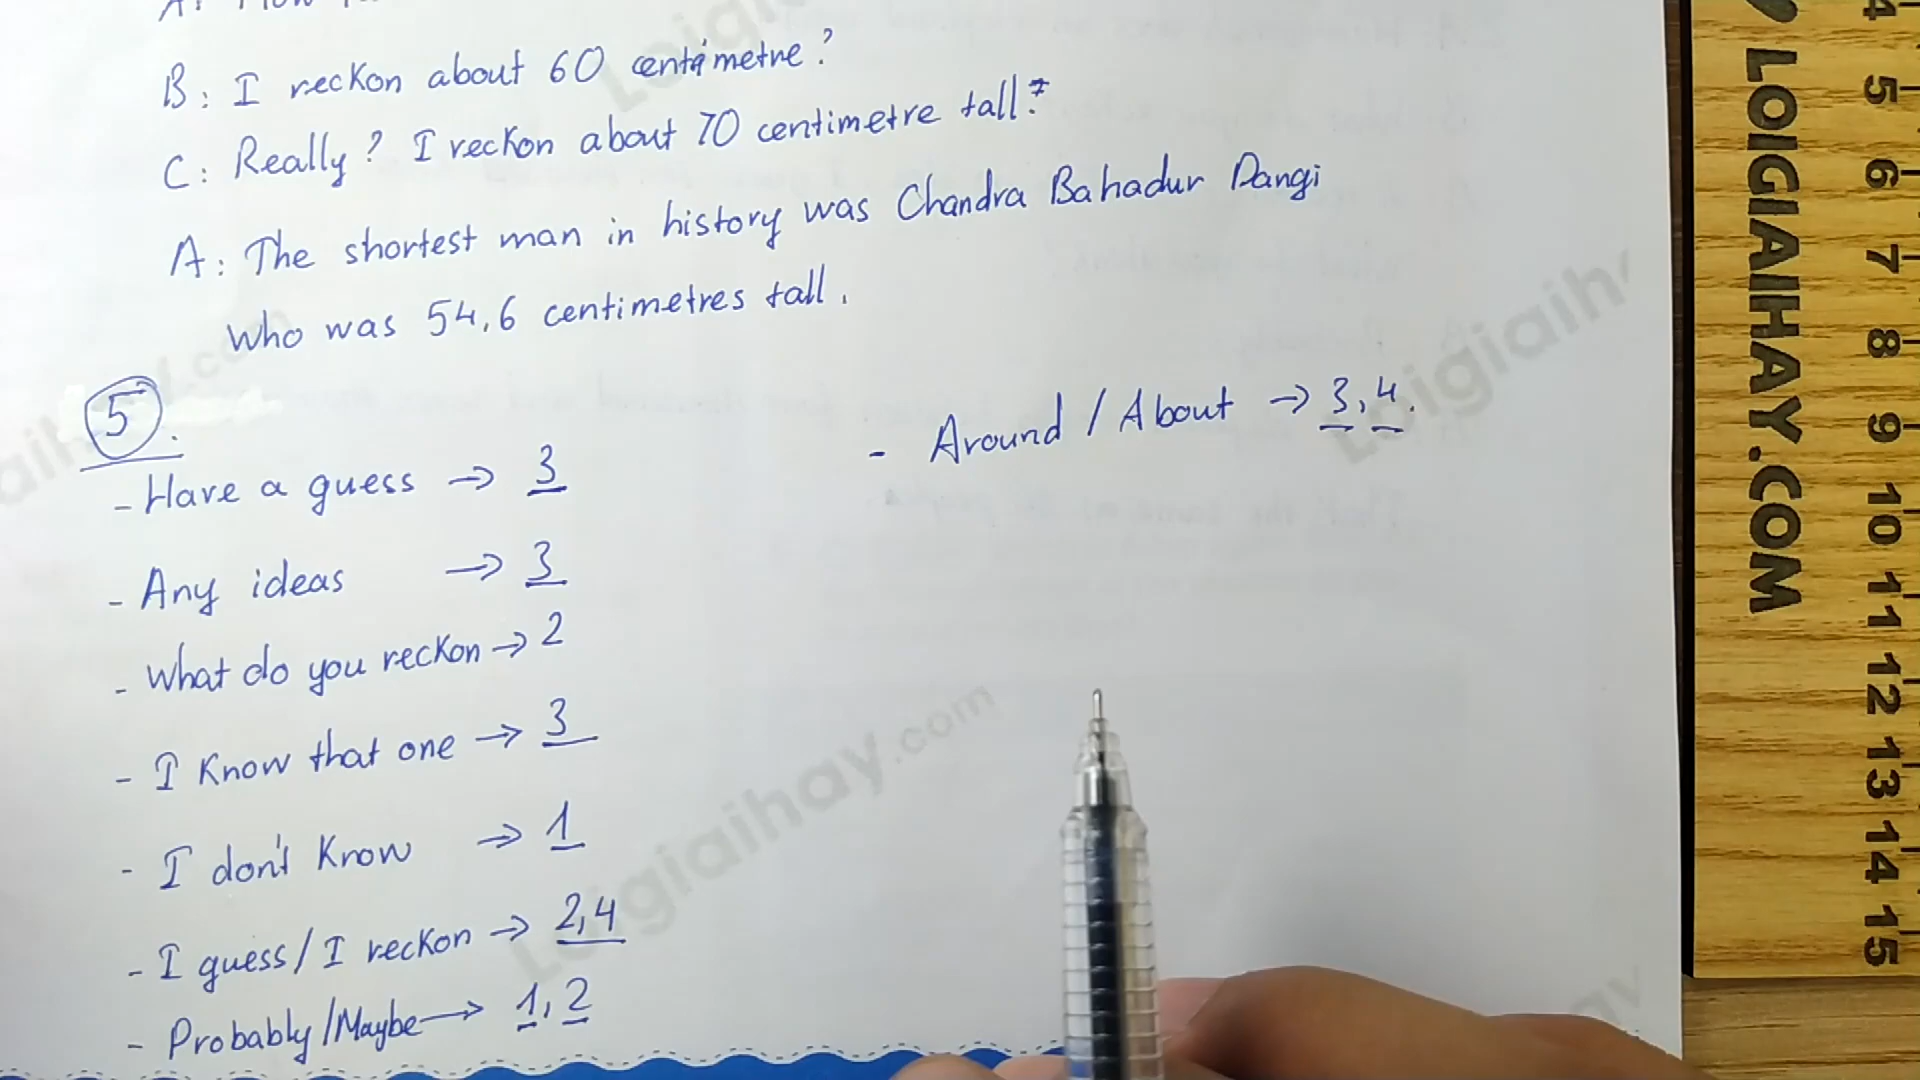 B: I reckon about 60 centimetre?
C: Really? I reckon about 70 centimetre tall?
A: The shortest man in history was Chandra Bahadur Dangi
who was 54,6 centimetres tall.
5.
- Have a guess → 3
- Any ideas → 3
- What do you reckon → 2
- I know that one → 3
- I don't know → 1
- I guess / I reckon → 2,4
- Probably/Maybe → 1, 2
- Around / About → 3, 4.
LOIGIAIHAY.COM
4
5
6
7
8
9
10
11
12
13
14
15
Loigiaihay.com